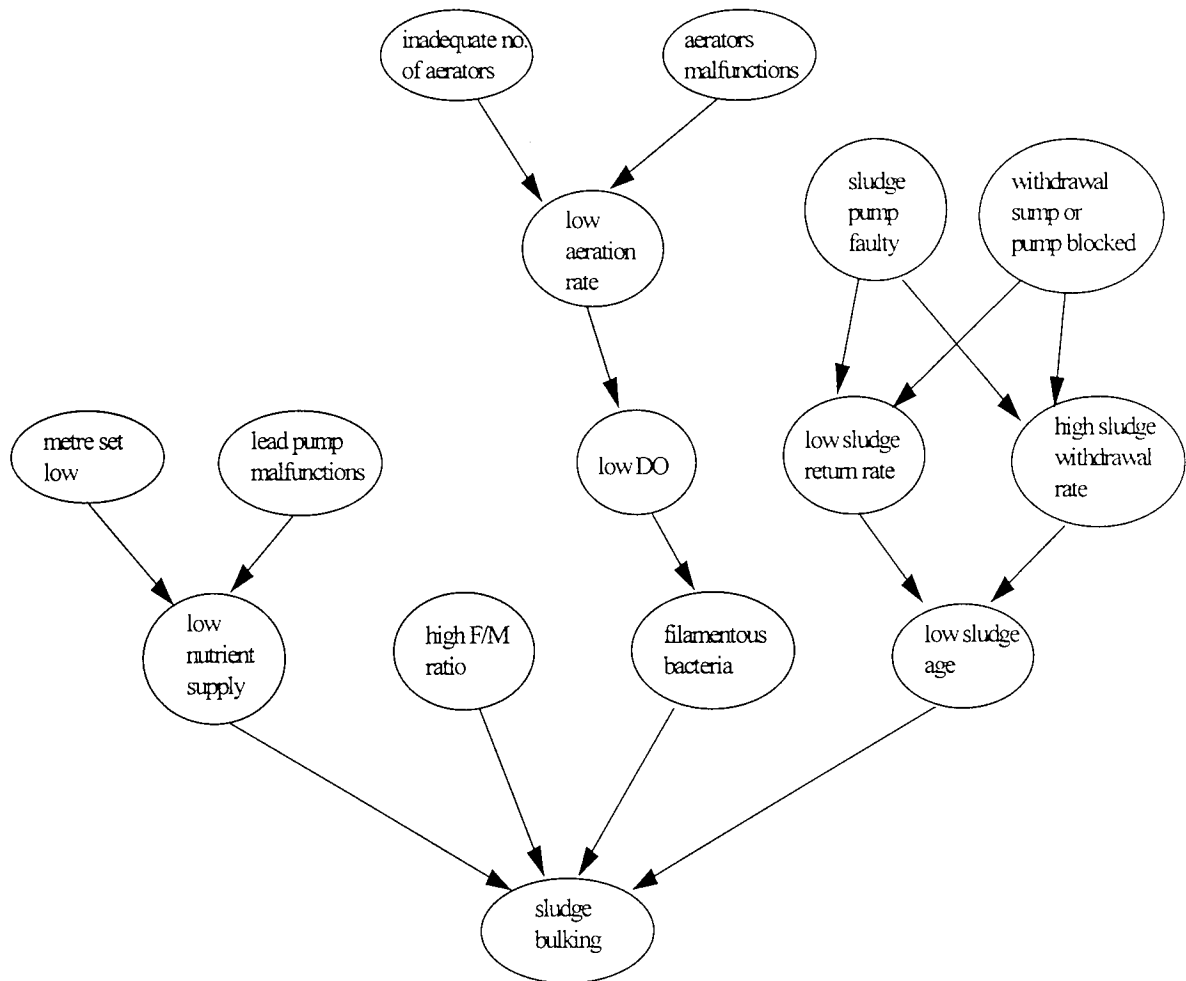 inadequate no.
of aerators
aerators
malfunctions
sludge
pump
faulty
withdrawal
sump or
pump blocked
low
aeration
rate
metre set
low
lead pump
malfunctions
low DO
low sludge
return rate
high sludge
withdrawal
rate
low
nutrient
supply
high F/M
ratio
filamentous
bacteria
low sludge
age
sludge
bulking